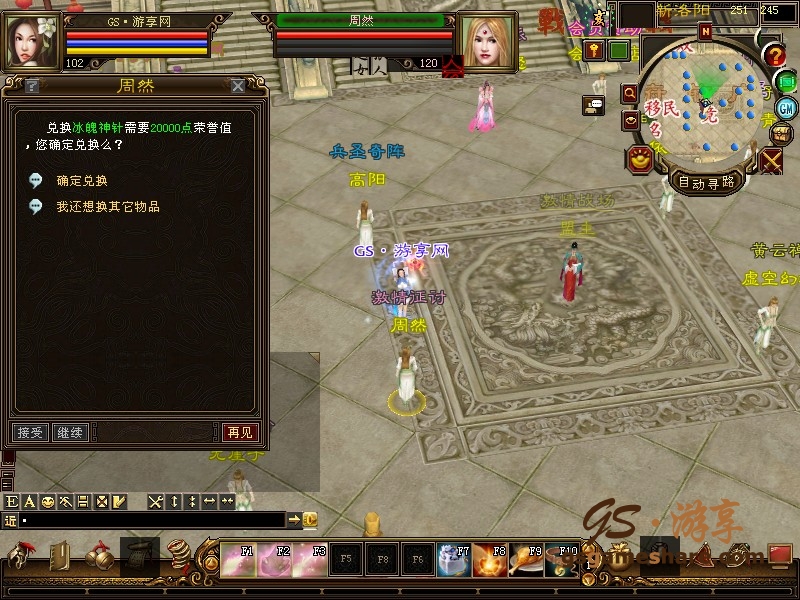 GS·游享网
102
周然
120
新洛阳 251 245
N
自动寻路
周然
兑换冰魄神针需要20000点荣誉值
，您确定兑换么？
确定兑换
我还想换其它物品
接受 继续 再见
兵圣奇阵
高阳
激情战场
盟主
GS·游享网
激情征讨
周然
黄云祥
虚空幻
近
F1 F2 F3 F5 F8 F6 F7 F8 F9 F10
GS·游享